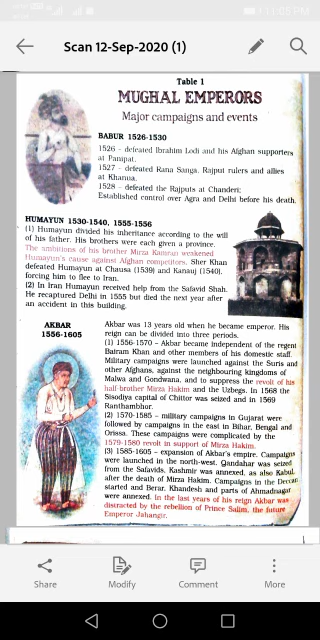 11:05 PM
Scan 12-Sep-2020 (1)
Table 1
MUGHAL EMPERORS
Major campaigns and events
BABUR 1526-1530
1526 – defeated Ibrahim Lodi and his Afghan supporters
at Panipat.
1527 – defeated Rana Sanga, Rajput rulers and allies
at Khanua.
1528 – defeated the Rajputs at Chanderi;
Established control over Agra and Delhi before his death.
HUMAYUN 1530-1540, 1555-1556
(1) Humayun divided his inheritance according to the will
of his father. His brothers were each given a province.
The ambitions of his brother Mirza Kamran weakened
Humayun's cause against Afghan competitors. Sher Khan
defeated Humayun at Chausa (1539) and Kanauj (1540),
forcing him to flee to Iran.
(2) In Iran Humayun received help from the Safavid Shah.
He recaptured Delhi in 1555 but died the next year after
an accident in this building.
AKBAR
1556-1605
Akbar was 13 years old when he became emperor. His
reign can be divided into three periods.
(1) 1556-1570 – Akbar became independent of the regent
Bairam Khan and other members of his domestic staff.
Military campaigns were launched against the Suris and
other Afghans, against the neighbouring kingdoms of
Malwa and Gondwana, and to suppress the revolt of his
half-brother Mirza Hakim and the Uzbegs. In 1568 the
Sisodiya capital of Chittor was seized and in 1569
Ranthambhor.
(2) 1570-1585 – military campaigns in Gujarat were
followed by campaigns in the east in Bihar, Bengal and
Orissa. These campaigns were complicated by the
1579-1580 revolt in support of Mirza Hakim.
(3) 1585-1605 – expansion of Akbar's empire. Campaigns
were launched in the north-west. Qandahar was seized
from the Safavids, Kashmir was annexed, as also Kabul,
after the death of Mirza Hakim. Campaigns in the Deccan
started and Berar, Khandesh and parts of Ahmadnagar
were annexed. In the last years of his reign Akbar was
distracted by the rebellion of Prince Salim, the future
Emperor Jahangir.
Share
Modify
Comment
More